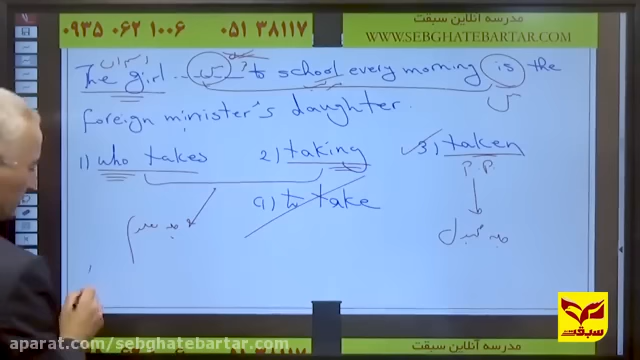 ۰۹۳۵ ۰۶۲ ۱۰۰۶ ۰۵۱ ۳۸۱۱۷
مدرسه آنلاین سبقت
WWW.SEBGHATEBARTAR.COM
The girl to school every morning is the
foreign minister's daughter.
1) who takes 2) taking 3) taken
P.P.
4) to take
سبقت
aparat.com/sebghatebartar.com
مدرسه آنلاین سبقت